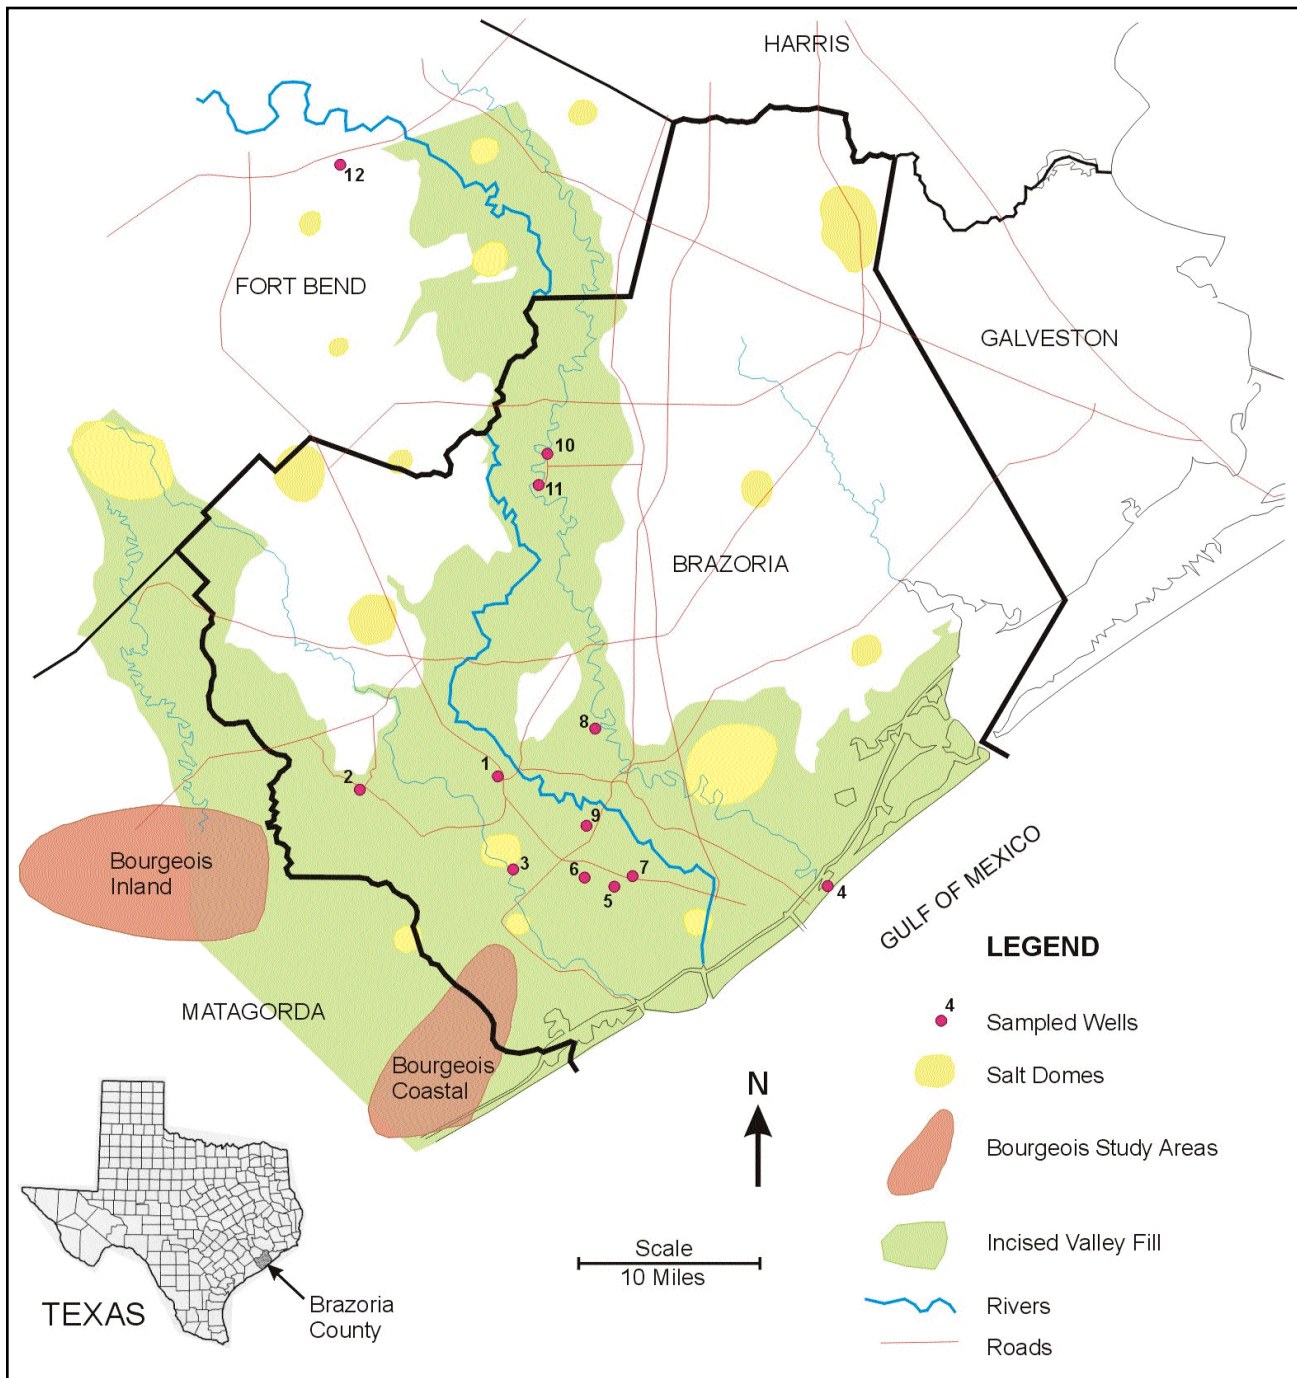 HARRIS
12
FORT BEND
GALVESTON
10
11
BRAZORIA
8
1
2
9
Bourgeois
Inland
3
6
7
5
4
GULF OF MEXICO
LEGEND
MATAGORDA
4
Sampled Wells
Bourgeois
Coastal
N
Salt Domes
Bourgeois Study Areas
Scale
10 Miles
Incised Valley Fill
TEXAS
Brazoria
County
Rivers
Roads